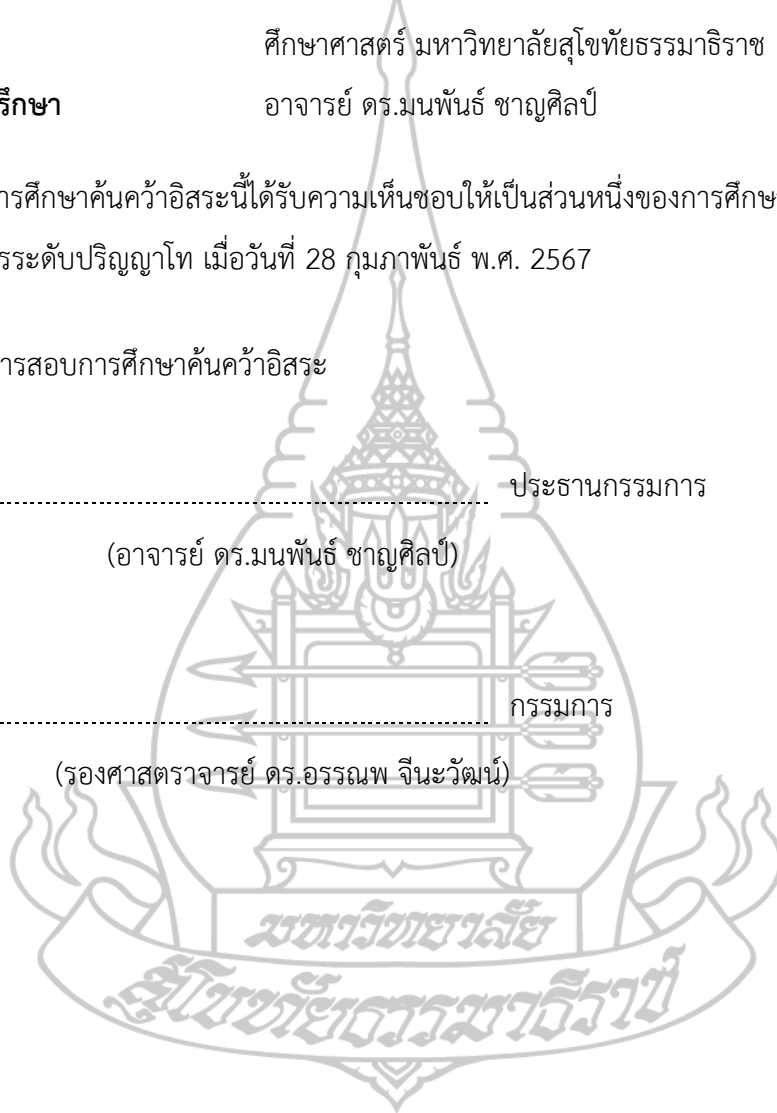 ศึกษาศาสตร์ มหาวิทยาลัยสุโขทัยธรรมาธิราช
รึกษา อาจารย์ ดร.มนพันธ์ ชาญศิลป์
การศึกษาค้นคว้าอิสระนี้ได้รับความเห็นชอบให้เป็นส่วนหนึ่งของการศึกษ
รระดับปริญญาโท เมื่อวันที่ 28 กุมภาพันธ์ พ.ศ. 2567
การสอบการศึกษาค้นคว้าอิสระ
ประธานกรรมการ
(อาจารย์ ดร.มนพันธ์ ชาญศิลป์)
กรรมการ
(รองศาสตราจารย์ ดร.อรรณพ จีนะวัฒน์)
มหาวิทยาลัย
สุโขทัยธรรมาธิราช